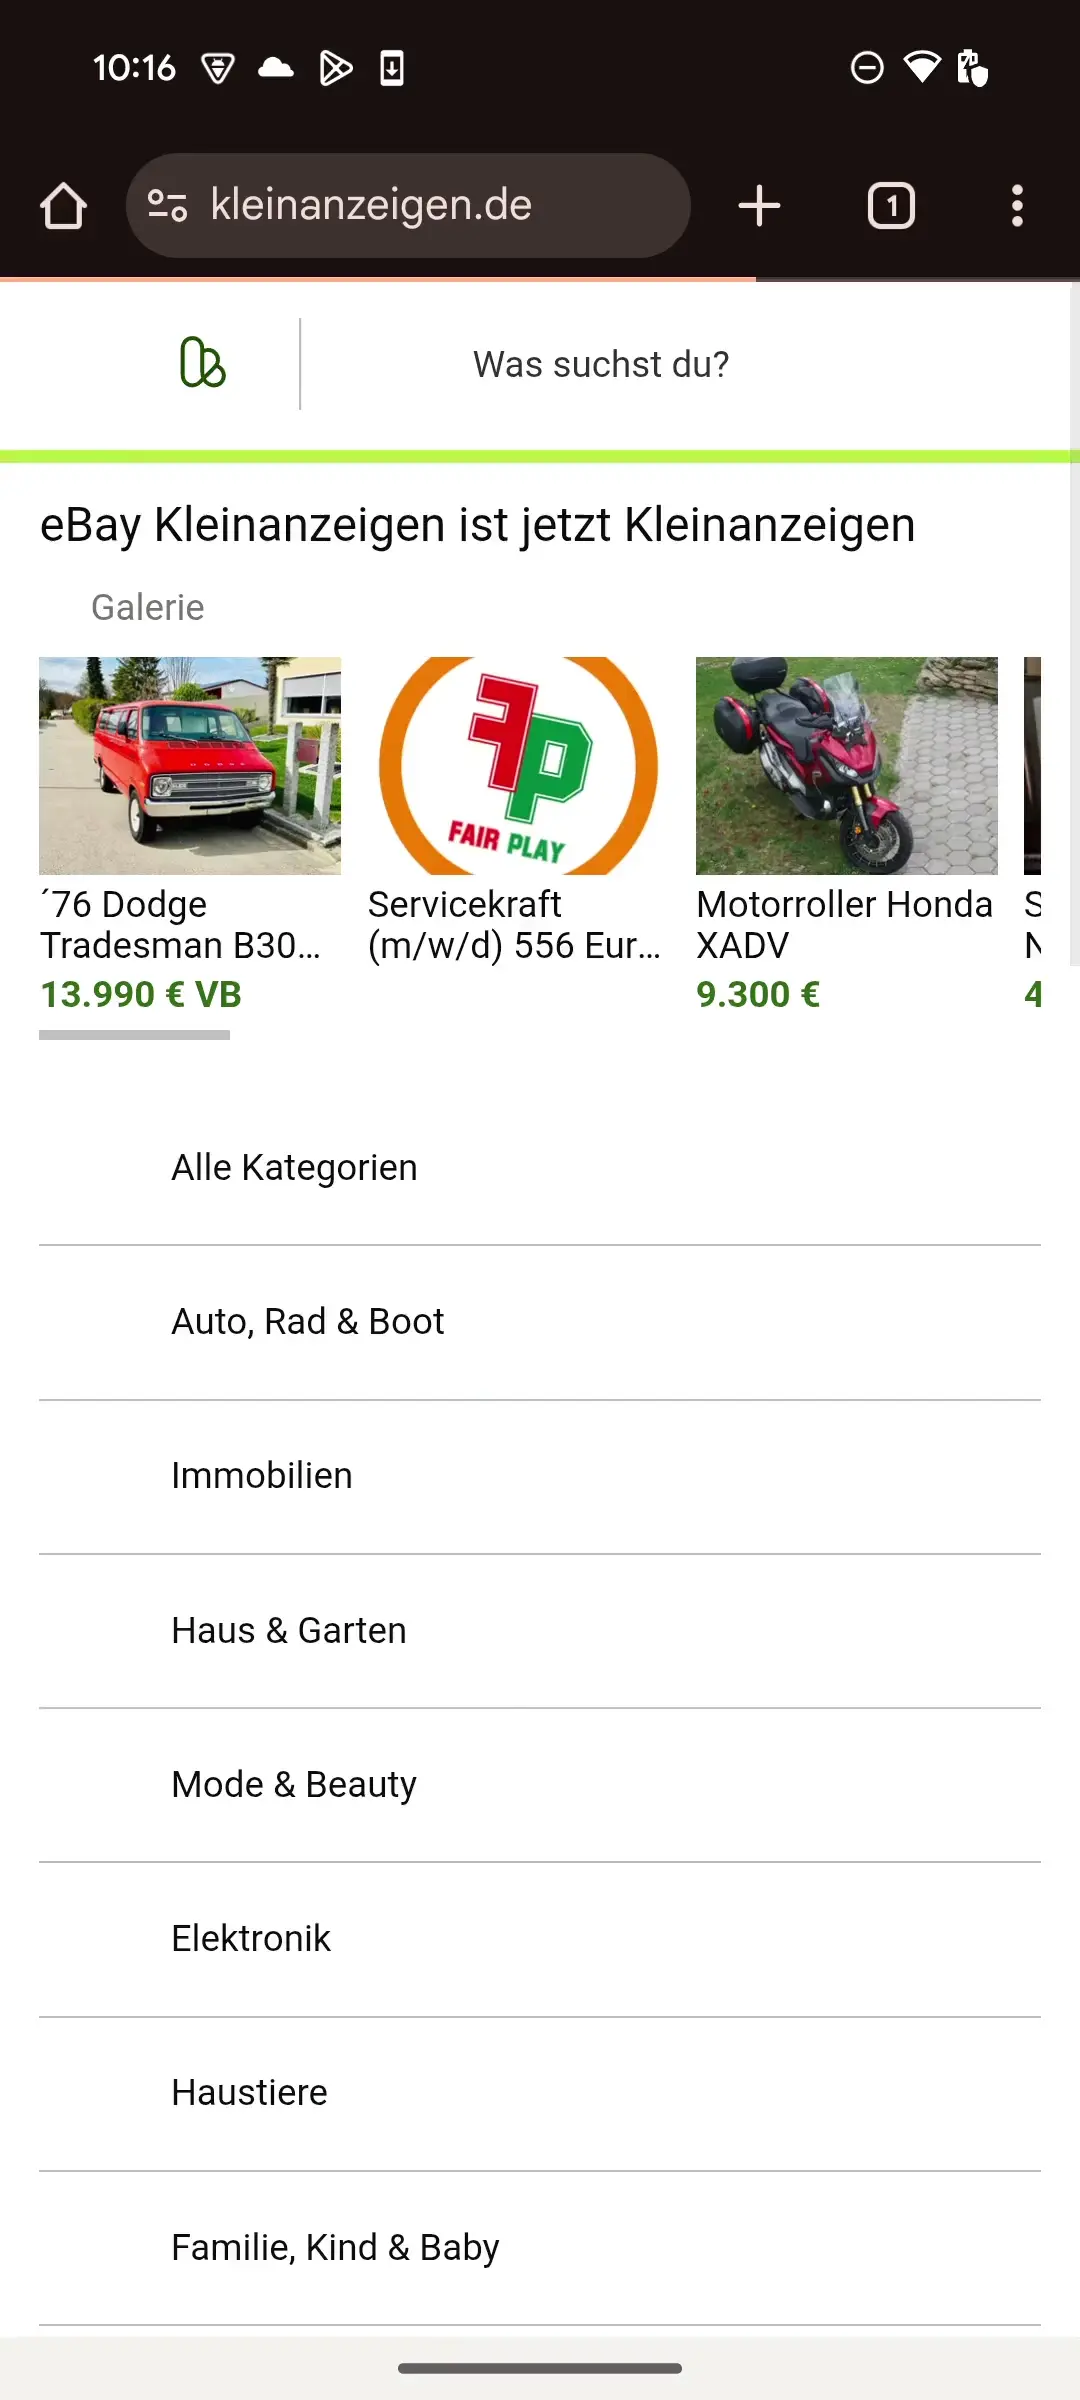 10:16
kleinanzeigen.de
1
Was suchst du?
eBay Kleinanzeigen ist jetzt Kleinanzeigen
Galerie
FP
FAIR PLAY
´76 Dodge
Tradesman B30...
13.990 € VB
Servicekraft
(m/w/d) 556 Eur...
Motorroller Honda
XADV
9.300 €
S
4
Alle Kategorien
Auto, Rad & Boot
Immobilien
Haus & Garten
Mode & Beauty
Elektronik
Haustiere
Familie, Kind & Baby